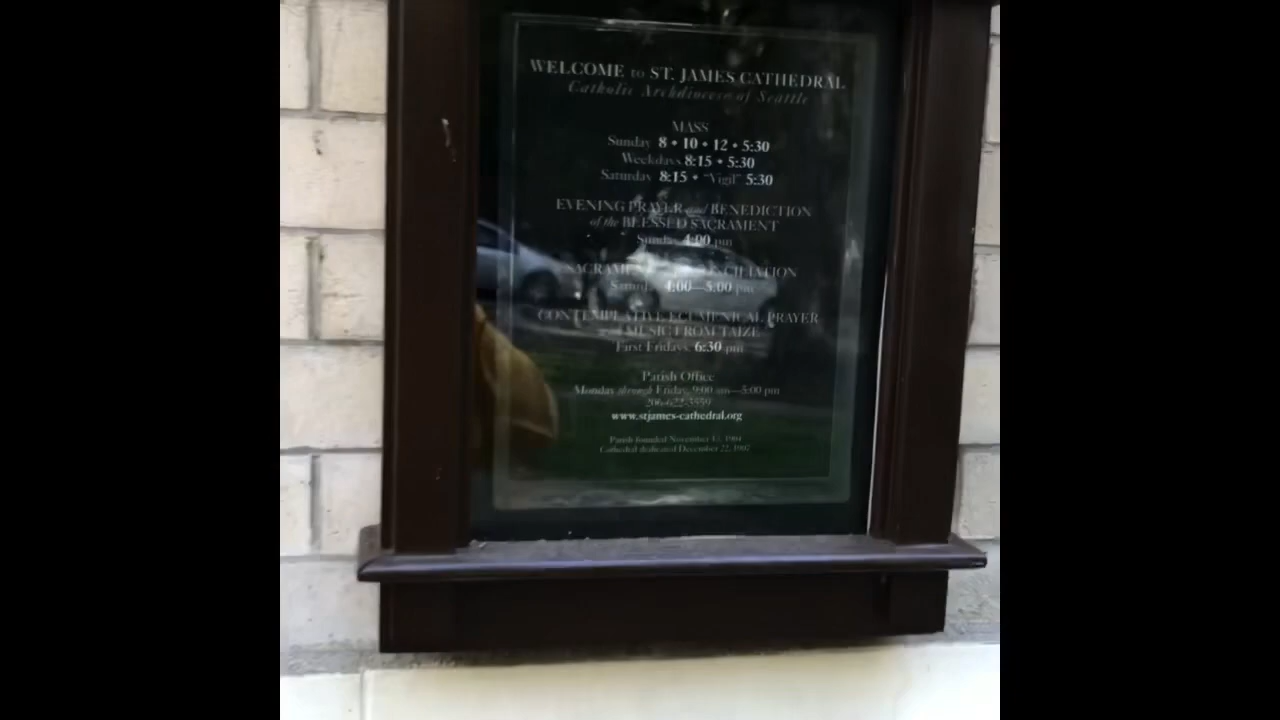 WELCOME to ST. JAMES CATHEDRAL
Catholic Archdiocese of Seattle
MASS
Sunday 8 • 10 • 12 • 5:30
Weekdays 8:15 • 5:30
Saturday 8:15 • "Vigil" 5:30
EVENING PRAYER and BENEDICTION
of the BLESSED SACRAMENT
Sunday 4:00 pm
SACRAMENT RECONCILIATION
Saturday 4:00—5:00 pm
CONTEMPLATIVE ECUMENICAL PRAYER
and MUSIC FROM TAIZE
First Fridays 6:30 pm
Parish Office
Monday through Friday, 9:00 am—5:00 pm
206-622-3559
www.stjames-cathedral.org
Parish founded November 13, 1904
Cathedral dedicated December 22, 1907